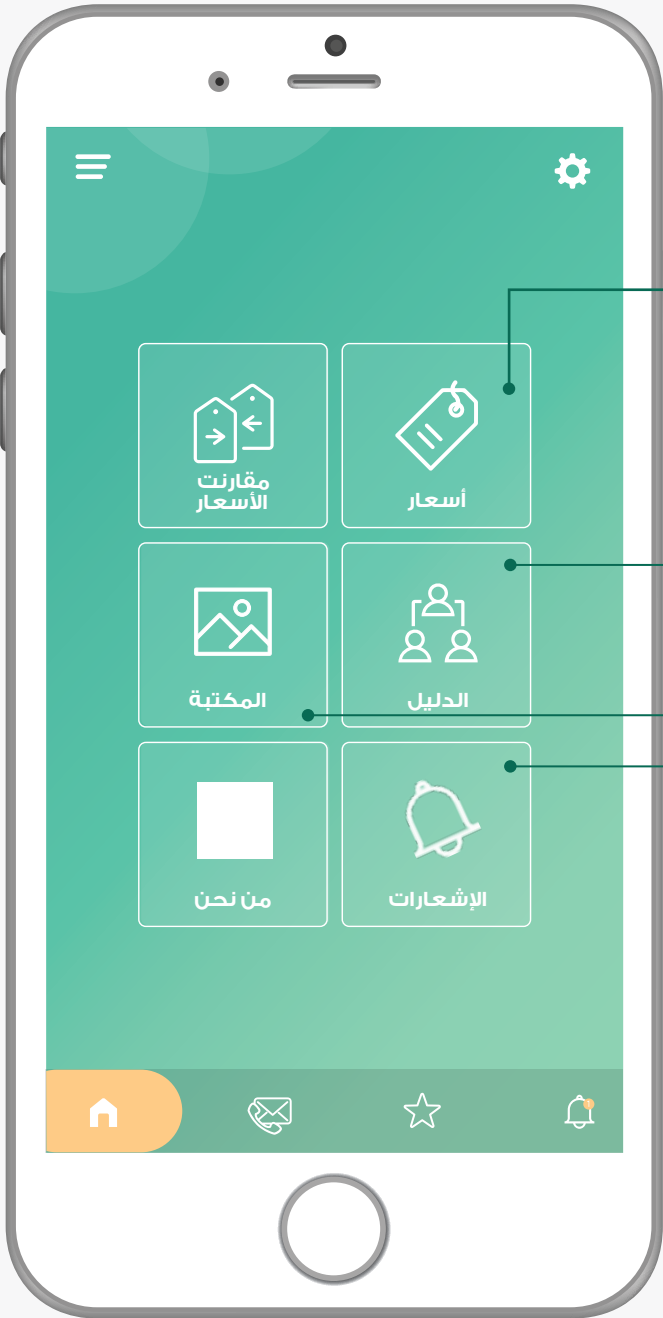 أسعار
مقارنت
الأسعار
الدليل
المكتبة
الإشعارات
من نحن